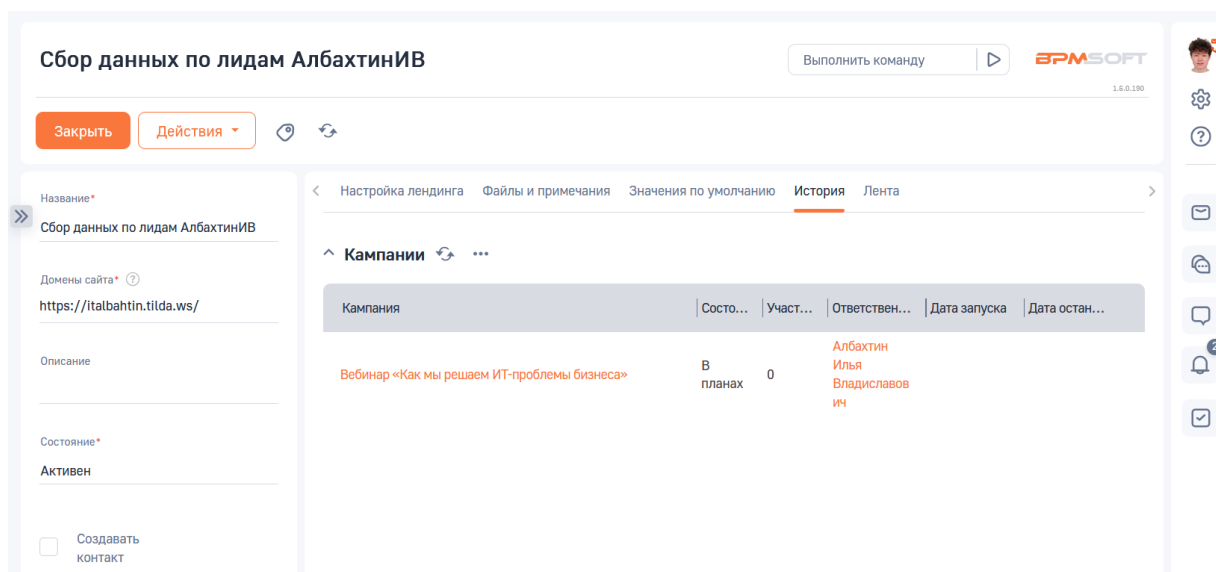 Сбор данных по лидам АлбахтинИВ
Выполнить команду
BPMSOFT
1.6.0.190
Закрыть
Действия
Название*
Сбор данных по лидам АлбахтинИВ
Домены сайта*
https://italbahtin.tilda.ws/
Описание
Состояние*
Активен
Создавать
контакт
Настройка лендинга Файлы и примечания Значения по умолчанию История Лента
Кампании
Кампания Состо... Участ... Ответствен... Дата запуска Дата остан...
Вебинар «Как мы решаем ИТ-проблемы бизнеса»
В
планах
0
Албахтин
Илья
Владиславов
ич
2